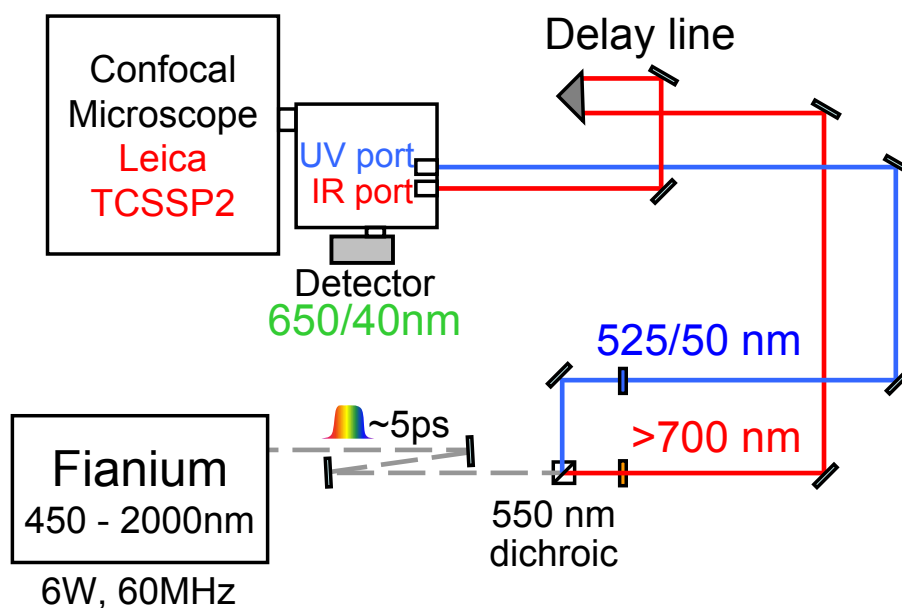 Delay line
Confocal
Microscope
Leica
TCSSP2
UV port
IR port
Detector
650/40nm
525/50 nm
~5ps
>700 nm
Fianium
450 - 2000nm
550 nm
dichroic
6W, 60MHz